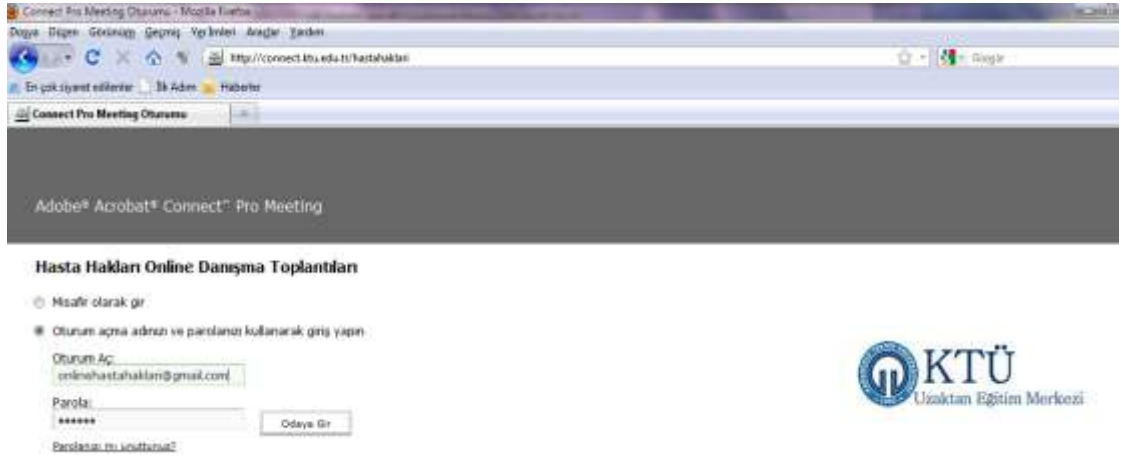 Connect Pro Meeting Oturumu - Mozilla Firefox
Dosya Düzen Görünüm Geçmiş Yer İmleri Araçlar Yardım
http://connect.ktu.edu.tr/hastahaklari
Google
En çok ziyaret edilenler İlk Adım Haberler
Connect Pro Meeting Oturumu
Adobe® Acrobat® Connect™ Pro Meeting
Hasta Hakları Online Danışma Toplantıları
Misafir olarak gir
Oturum açma adınızı ve parolanızı kullanarak giriş yapın
Oturum Aç:
onlinehastahaklari@gmail.com
Parola:
******
Odaya Gir
Parolanızı mı unuttunuz?
KTÜ
Uzaktan Eğitim Merkezi